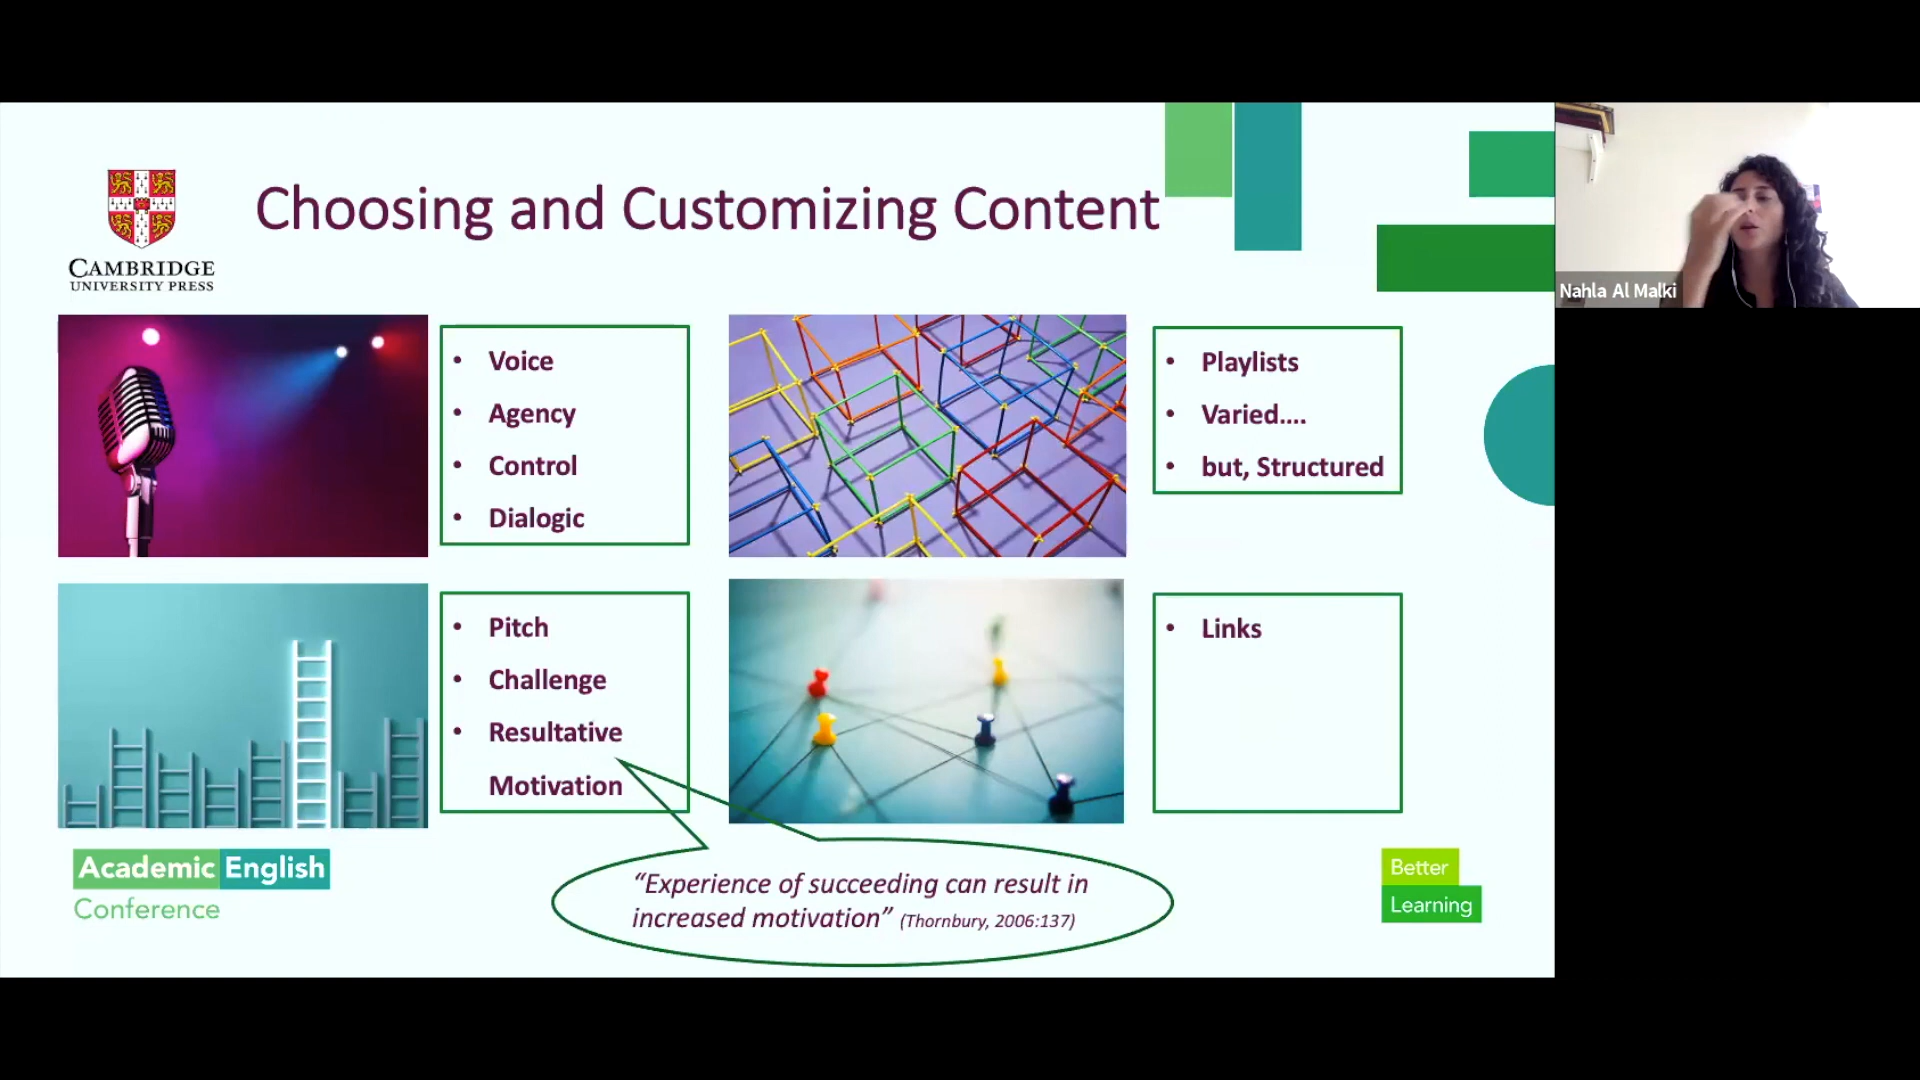 Choosing and Customizing Content
CAMBRIDGE
UNIVERSITY PRESS
Nahla Al Malki
• Voice
• Agency
• Control
• Dialogic
• Playlists
• Varied....
• but, Structured
• Pitch
• Challenge
• Resultative
Motivation
• Links
“Experience of succeeding can result in
increased motivation” (Thornbury, 2006:137)
Academic English
Conference
Better
Learning